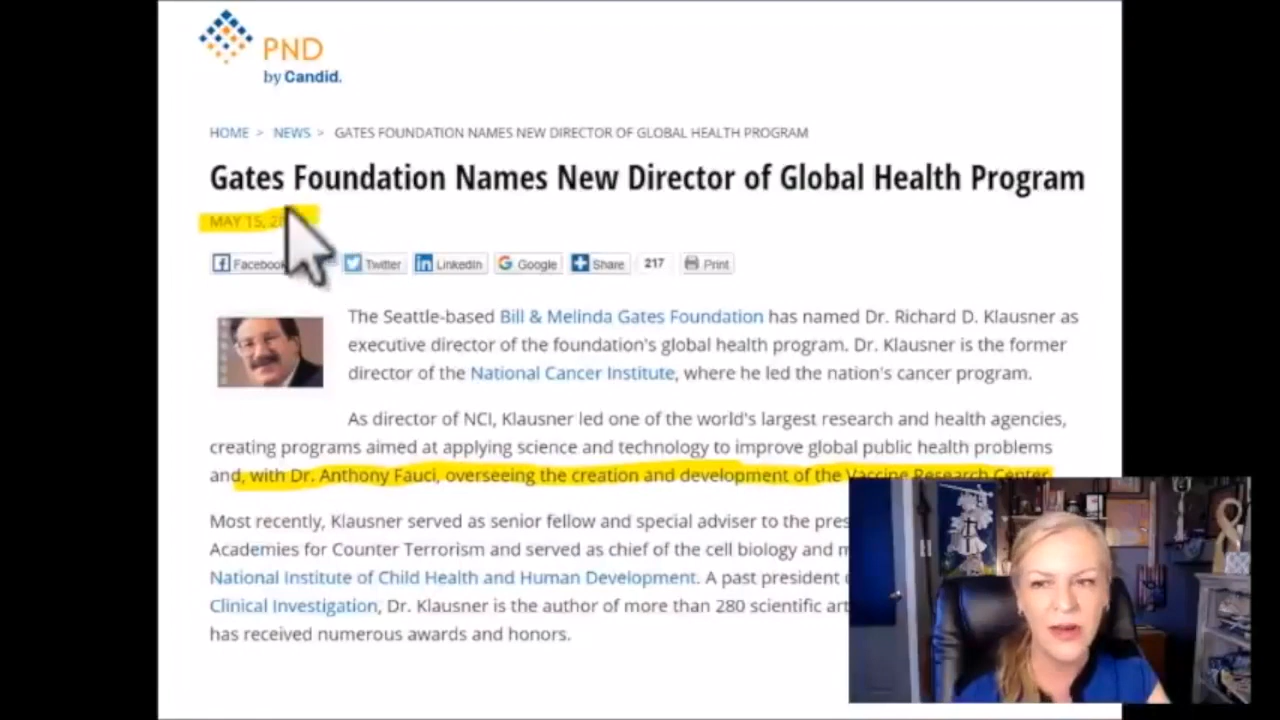 PND
by Candid.
HOME > NEWS > GATES FOUNDATION NAMES NEW DIRECTOR OF GLOBAL HEALTH PROGRAM
Gates Foundation Names New Director of Global Health Program
MAY 15,
Facebook Twitter LinkedIn Google Share 217 Print
The Seattle-based Bill & Melinda Gates Foundation has named Dr. Richard D. Klausner as
executive director of the foundation's global health program. Dr. Klausner is the former
director of the National Cancer Institute, where he led the nation's cancer program.
As director of NCI, Klausner led one of the world's largest research and health agencies,
creating programs aimed at applying science and technology to improve global public health problems
and, with Dr. Anthony Fauci, overseeing the creation and development of the Vaccine Research Center.
Most recently, Klausner served as senior fellow and special adviser to the
Academies for Counter Terrorism and served as chief of the cell biology and
National Institute of Child Health and Human Development. A past president
Clinical Investigation, Dr. Klausner is the author of more than 280 scientific
has received numerous awards and honors.